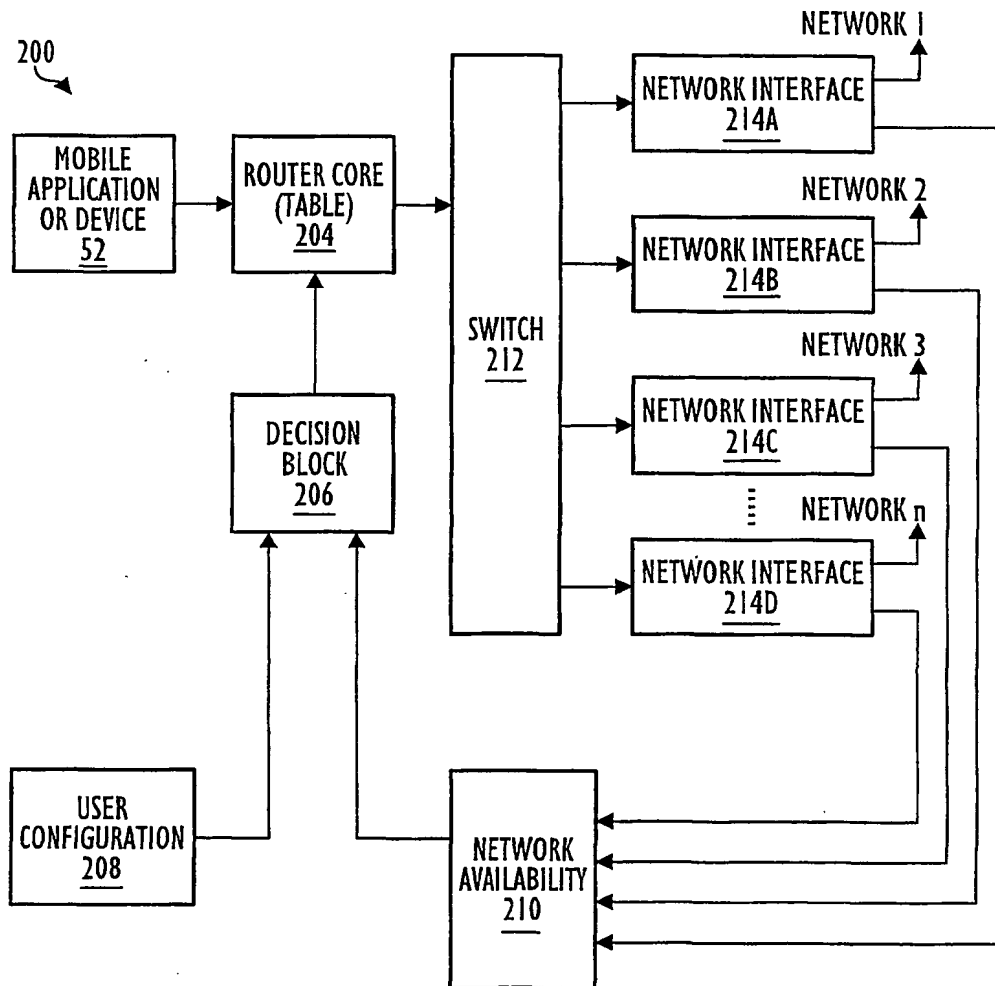 200
MOBILE
APPLICATION
OR DEVICE
52
ROUTER CORE
(TABLE)
204
DECISION
BLOCK
206
USER
CONFIGURATION
208
SWITCH
212
NETWORK 1
NETWORK INTERFACE
214A
NETWORK 2
NETWORK INTERFACE
214B
NETWORK 3
NETWORK INTERFACE
214C
NETWORK n
NETWORK INTERFACE
214D
NETWORK
AVAILABILITY
210